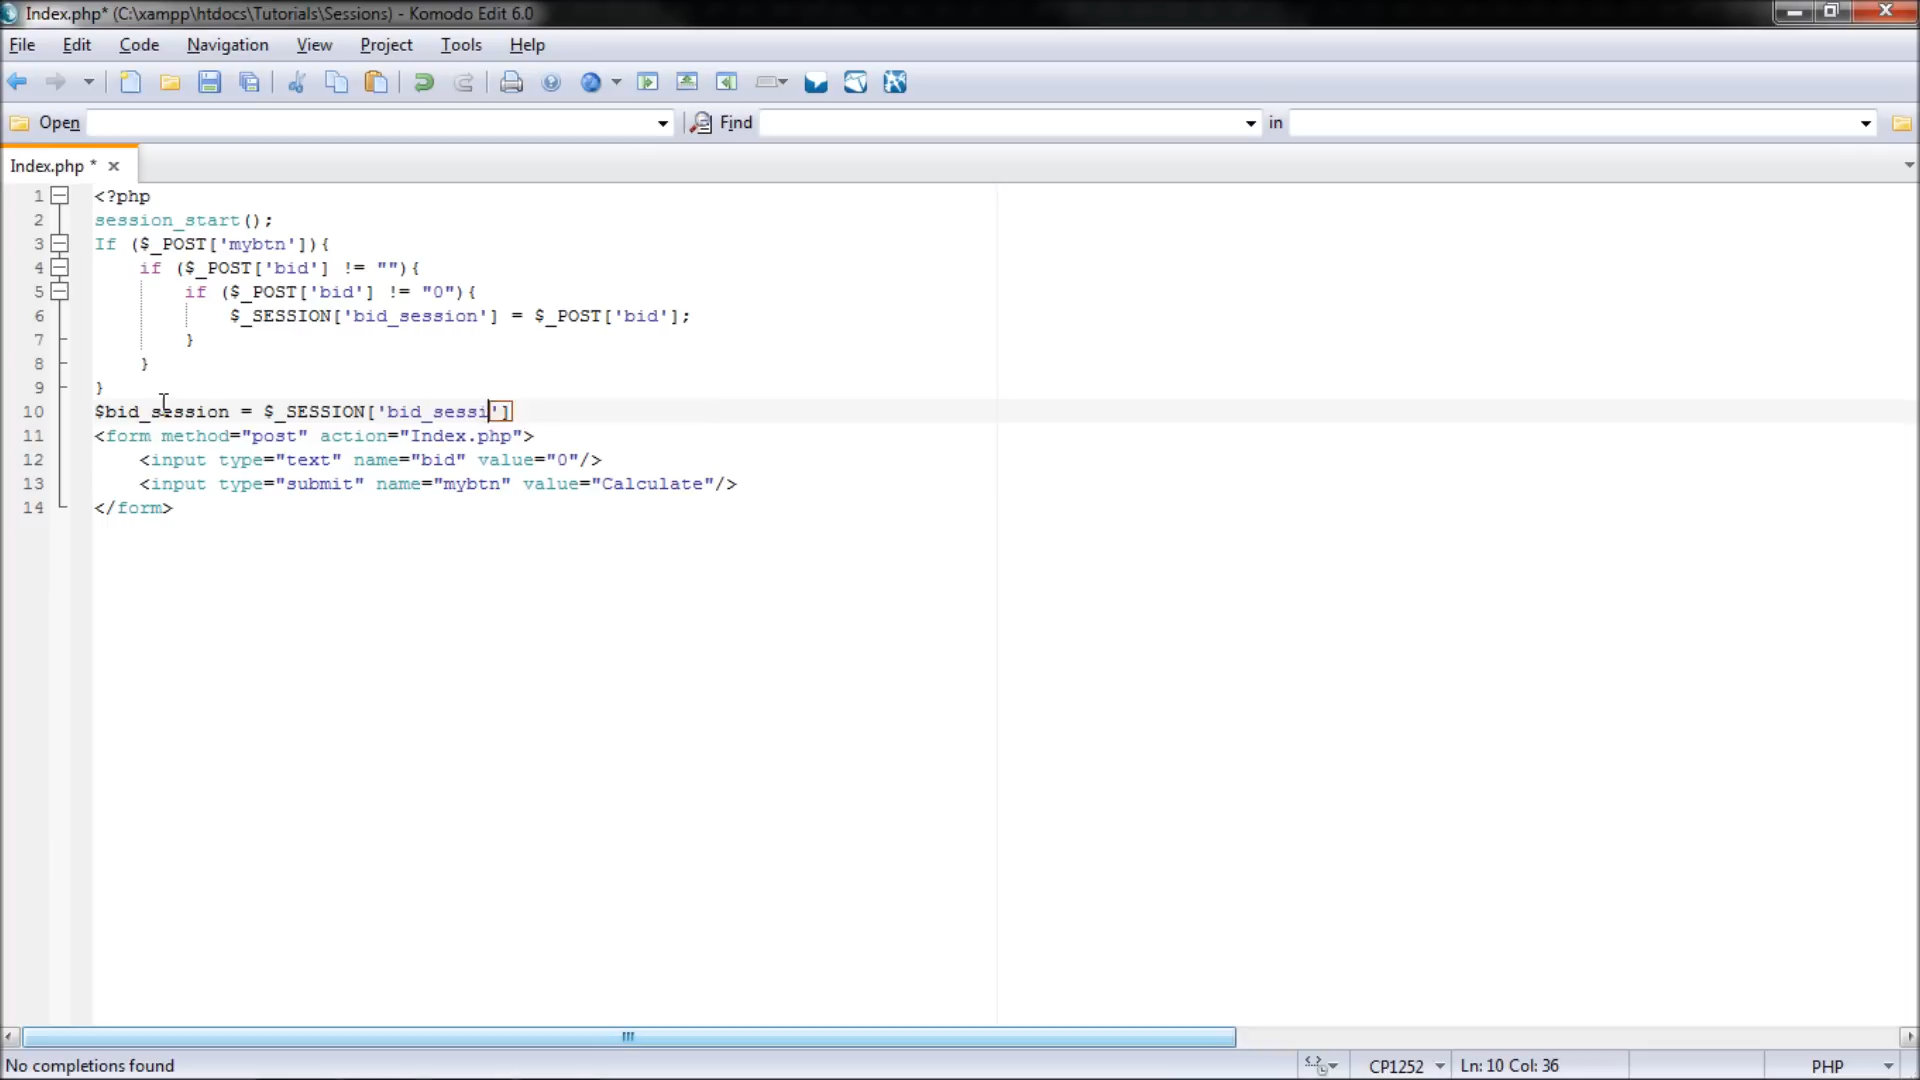 Index.php* (C:\xampp\htdocs\Tutorials\Sessions) - Komodo Edit 6.0
File Edit Code Navigation View Project Tools Help
Open Find in
Index.php *
1 <?php
2 session_start();
3 If ($_POST['mybtn']){
4 if ($_POST['bid'] != ""){
5 if ($_POST['bid'] != "0"){
6 $_SESSION['bid_session'] = $_POST['bid'];
7 }
8 }
9 }
10 $bid_session = $_SESSION['bid_sessi']
11 <form method="post" action="Index.php">
12 <input type="text" name="bid" value="0"/>
13 <input type="submit" name="mybtn" value="Calculate"/>
14 </form>
No completions found CP1252 Ln: 10 Col: 36 PHP